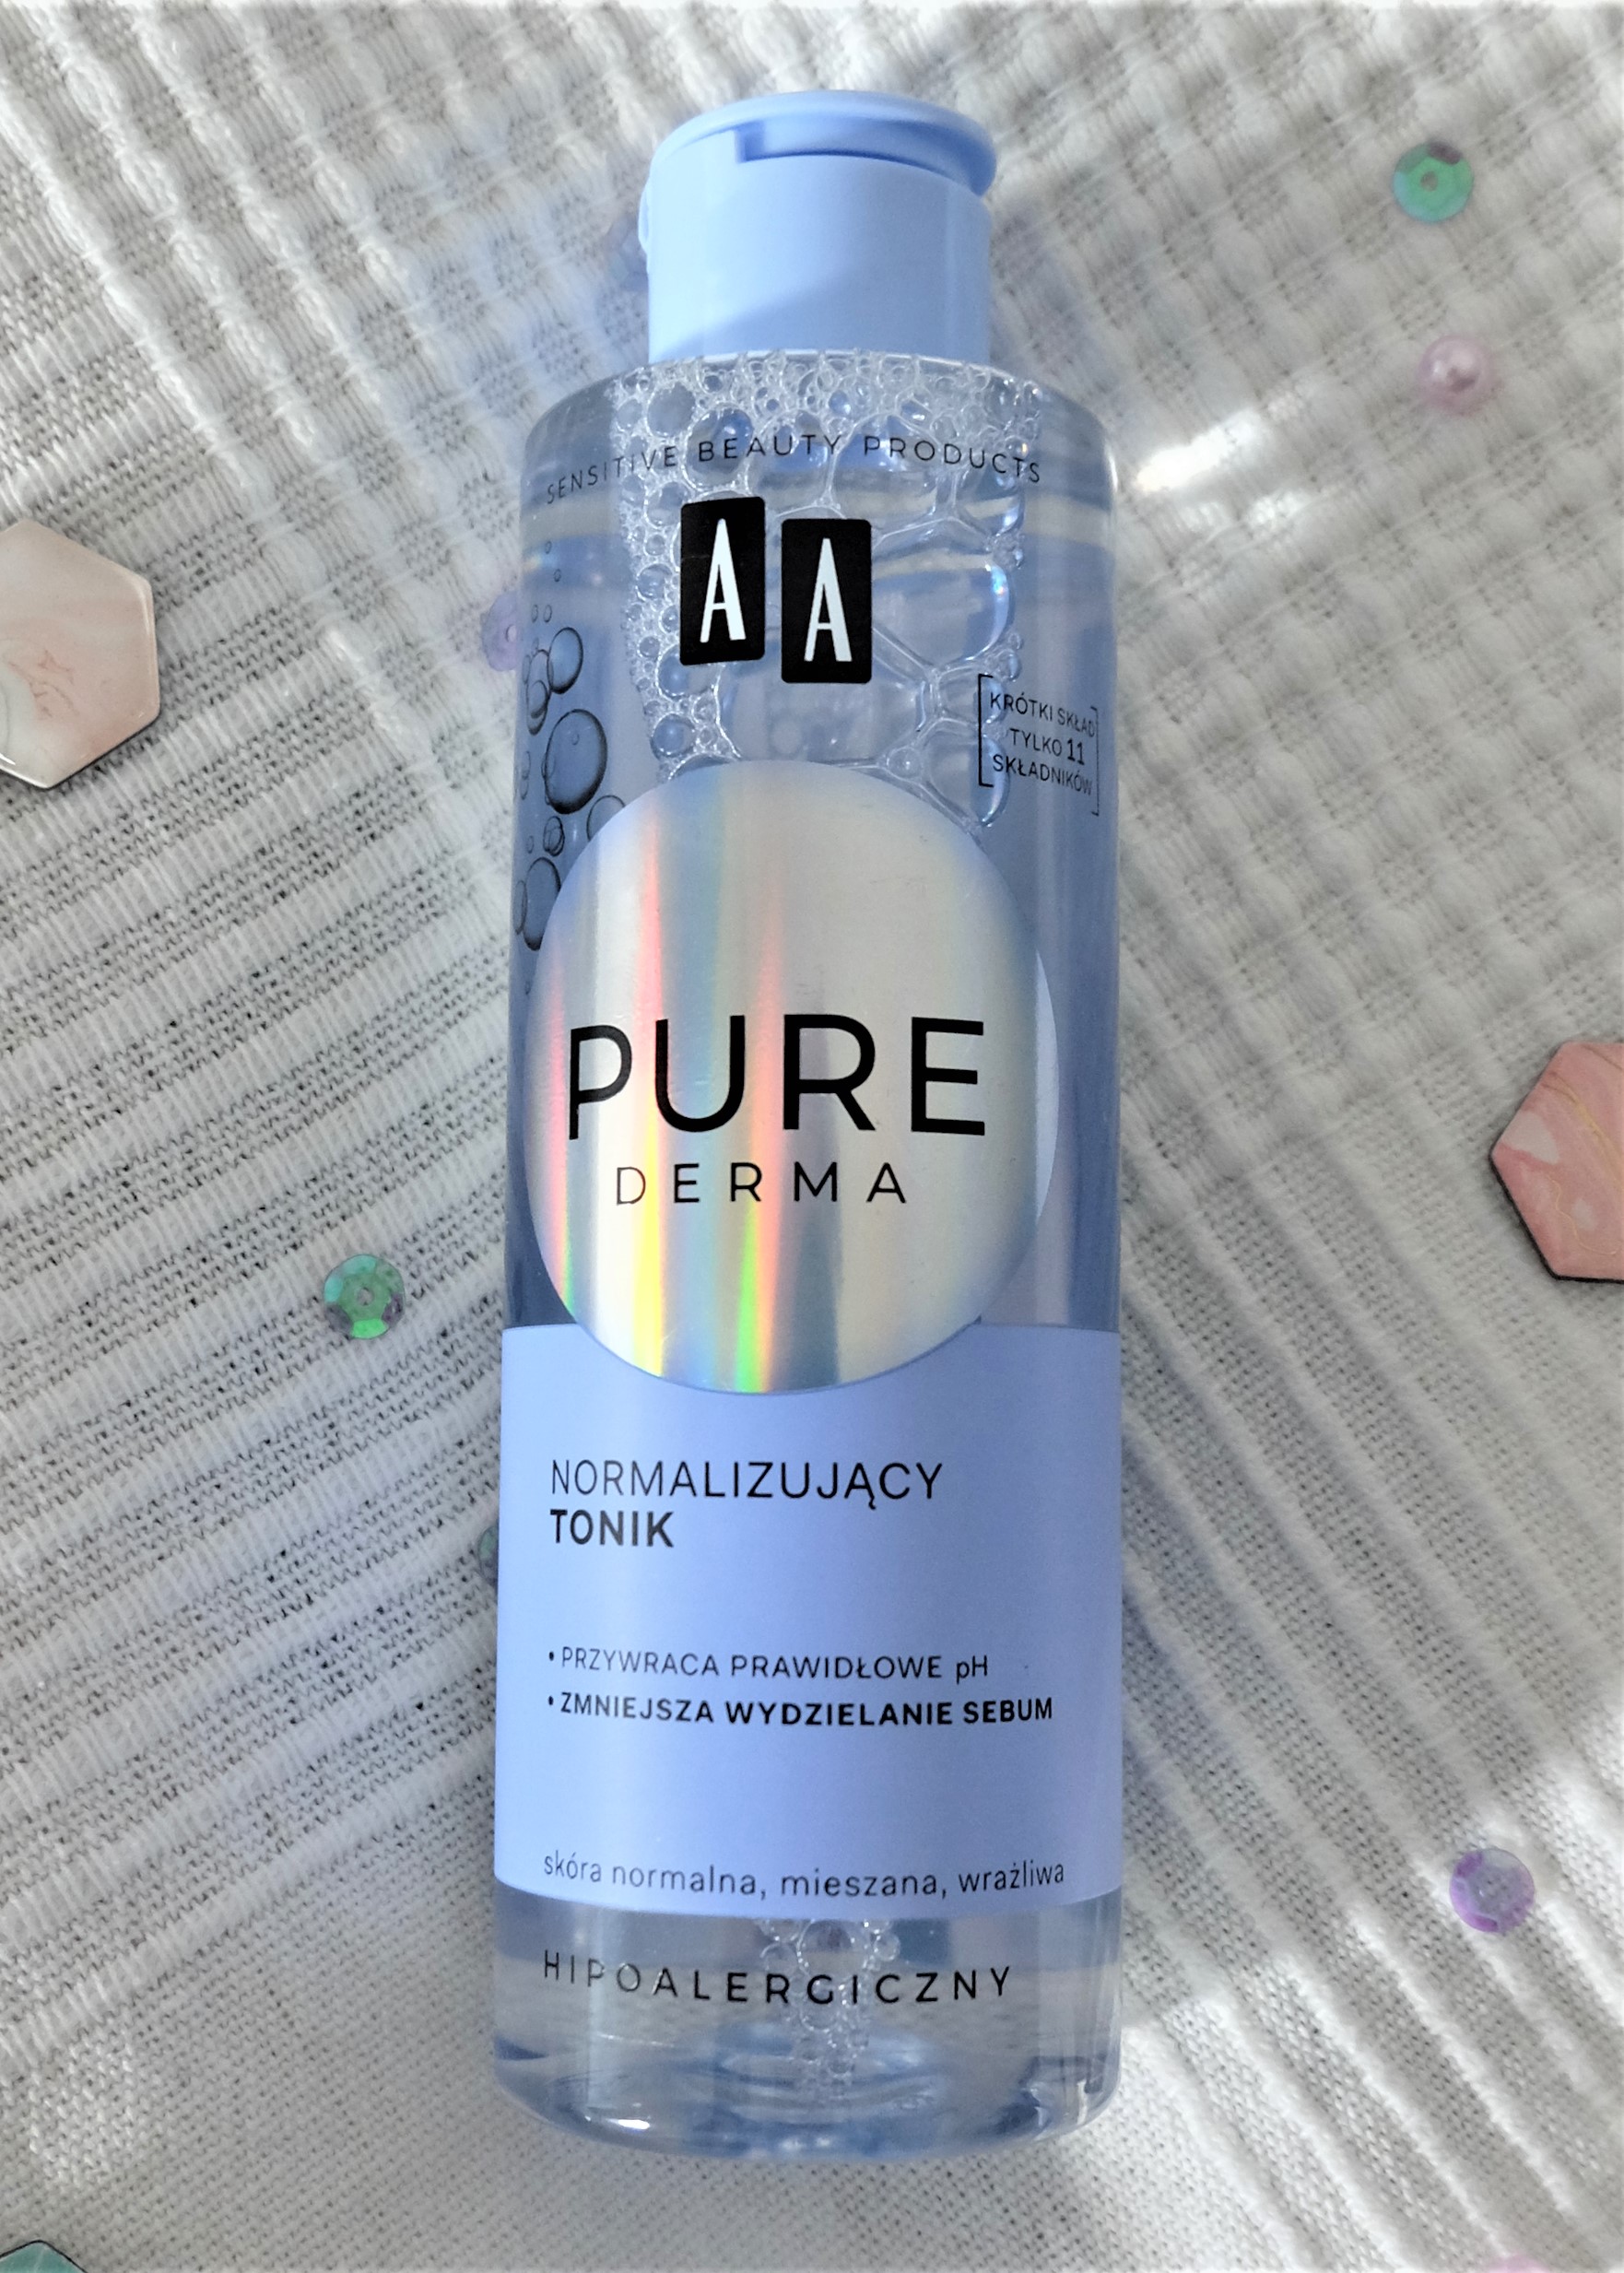 SENSITIVE BEAUTY PRODUCTS
AA
KRÓTKI SKŁAD
TYLKO 11
SKŁADNIKÓW
PURE
DERMA
NORMALIZUJĄCY
TONIK
• PRZYWRACA PRAWIDŁOWE pH
• ZMNIEJSZA WYDZIELANIE SEBUM
skóra normalna, mieszana, wrażliwa
HIPOALERGICZNY